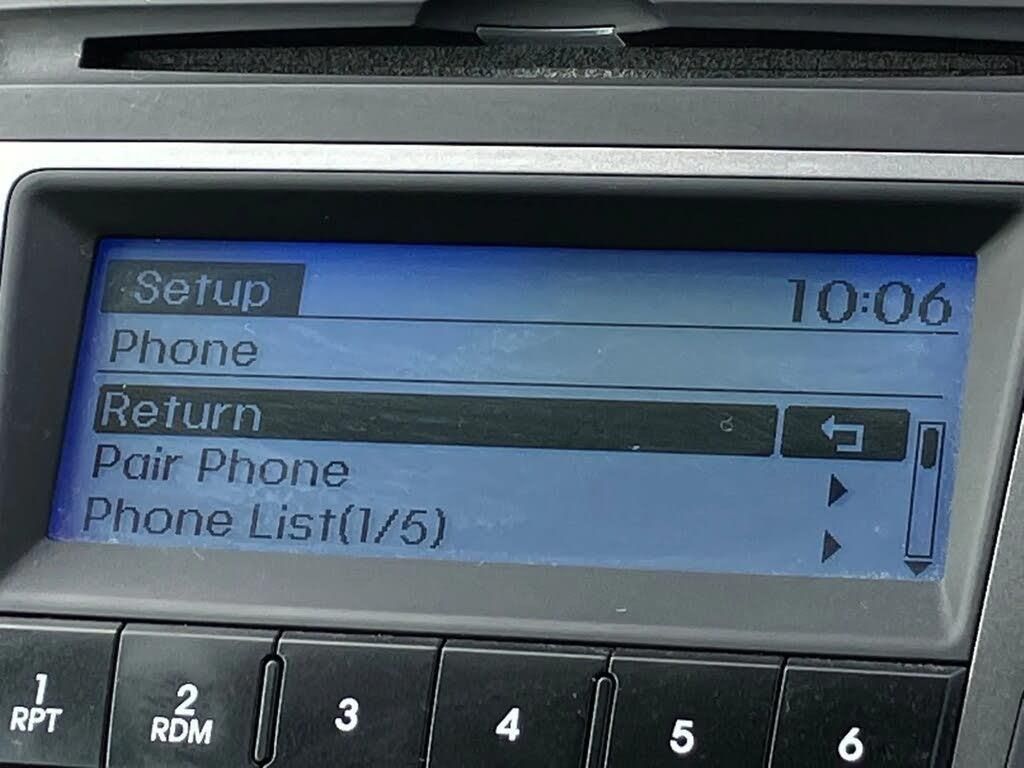 Setup 10:06
Phone
Return
Pair Phone
Phone List(1/5)
1 2 3 4 5 6
RPT RDM